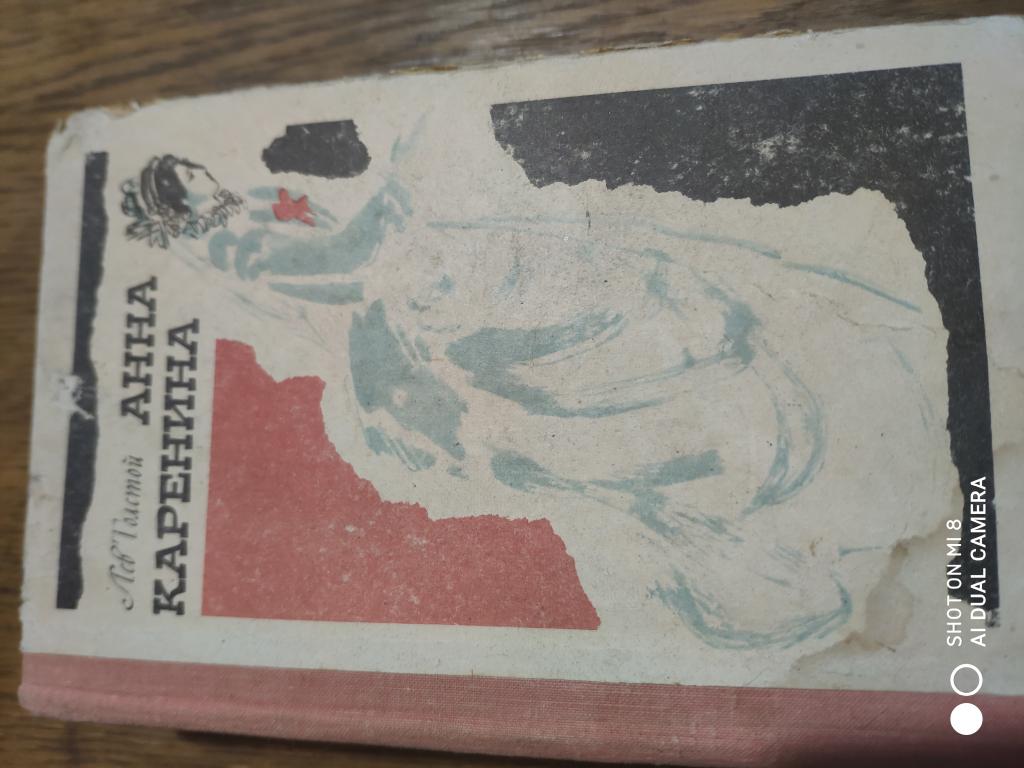 Лев Толстой АННА
КАРЕНИНА
SHOT ON MI 8
AI DUAL CAMERA